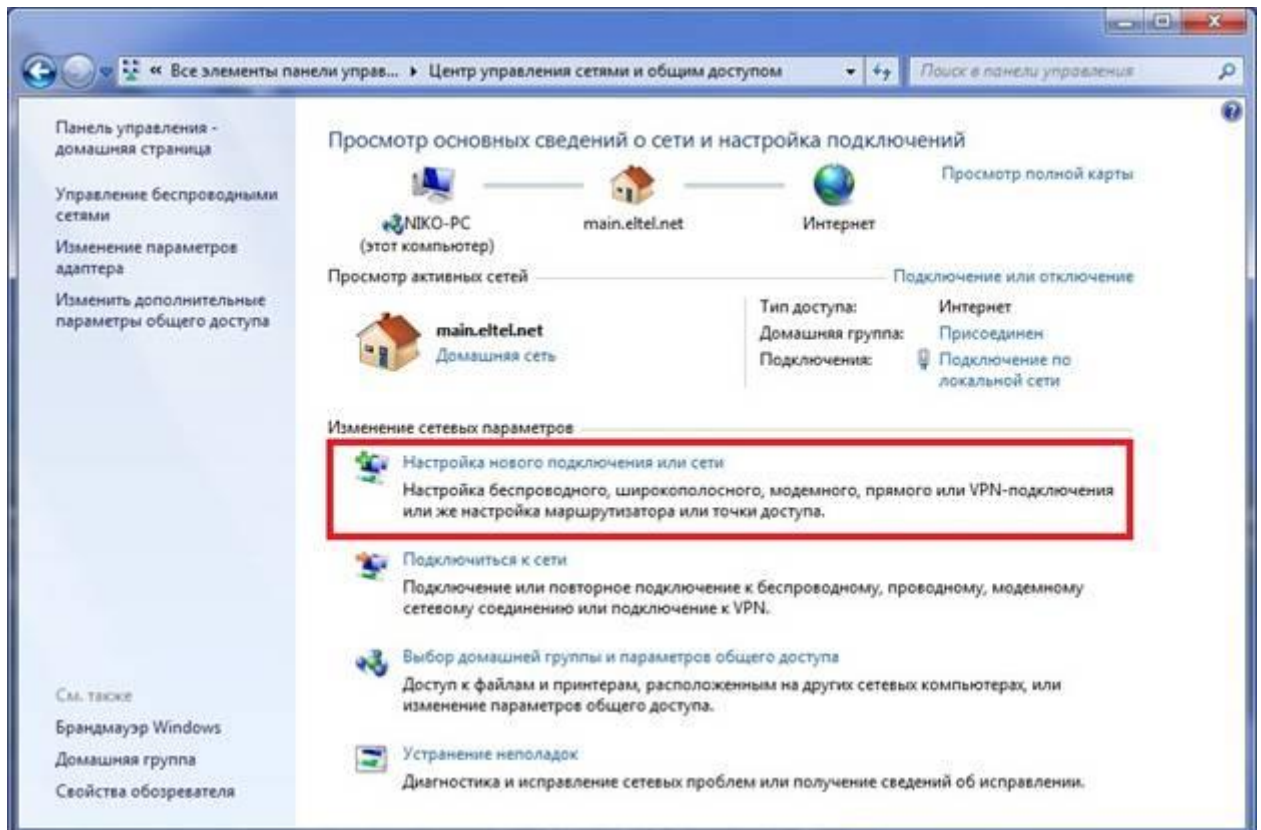 « Все элементы панели управ... ▸ Центр управления сетями и общим доступом
Поиск в панели управления
Панель управления -
домашняя страница
Управление беспроводными
сетями
Изменение параметров
адаптера
Изменить дополнительные
параметры общего доступа
Просмотр основных сведений о сети и настройка подключений
Просмотр полной карты
NIKO-PC
(этот компьютер)
main.eltel.net
Интернет
Просмотр активных сетей
Подключение или отключение
main.eltel.net
Домашняя сеть
Тип доступа: Интернет
Домашняя группа: Присоединен
Подключения: Подключение по
локальной сети
Изменение сетевых параметров
Настройка нового подключения или сети
Настройка беспроводного, широкополосного, модемного, прямого или VPN-подключения
или же настройка маршрутизатора или точки доступа.
Подключиться к сети
Подключение или повторное подключение к беспроводному, проводному, модемному
сетевому соединению или подключение к VPN.
Выбор домашней группы и параметров общего доступа
Доступ к файлам и принтерам, расположенным на других сетевых компьютерах, или
изменение параметров общего доступа.
Устранение неполадок
Диагностика и исправление сетевых проблем или получение сведений об исправлении.
См. также
Брандмауэр Windows
Домашняя группа
Свойства обозревателя